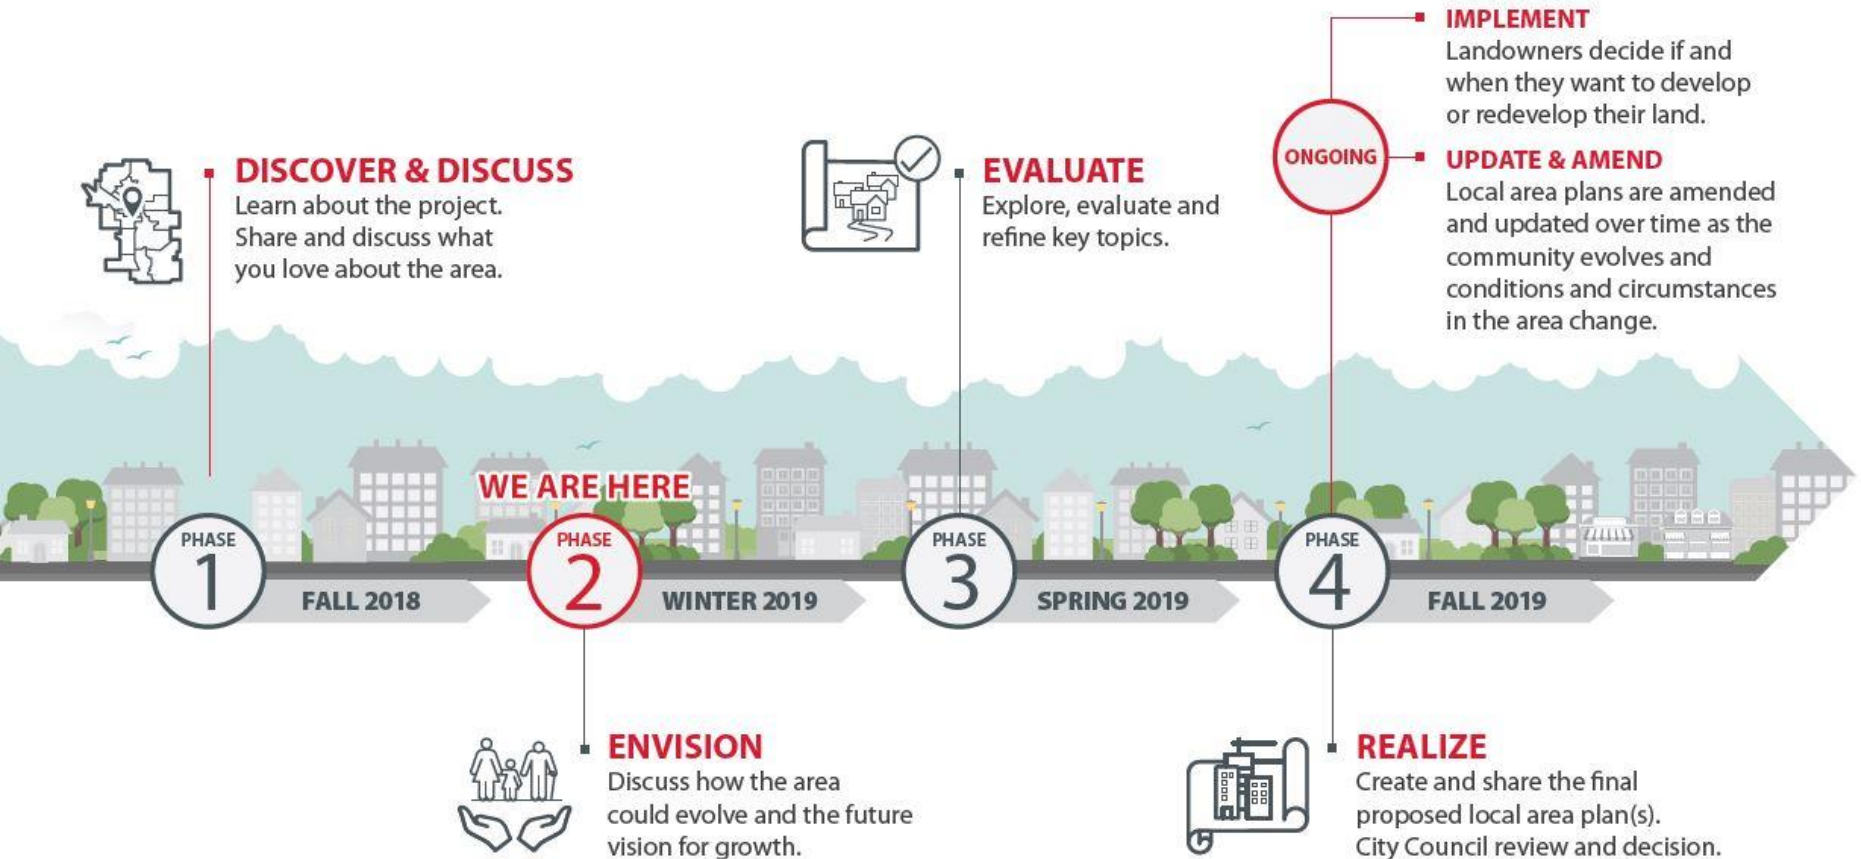 IMPLEMENT
Landowners decide if and
when they want to develop
or redevelop their land.
ONGOING
UPDATE & AMEND
Local area plans are amended
and updated over time as the
community evolves and
conditions and circumstances
in the area change.
DISCOVER & DISCUSS
Learn about the project.
Share and discuss what
you love about the area.
EVALUATE
Explore, evaluate and
refine key topics.
WE ARE HERE
PHASE
1
FALL 2018
PHASE
2
WINTER 2019
PHASE
3
SPRING 2019
PHASE
4
FALL 2019
ENVISION
Discuss how the area
could evolve and the future
vision for growth.
REALIZE
Create and share the final
proposed local area plan(s).
City Council review and decision.